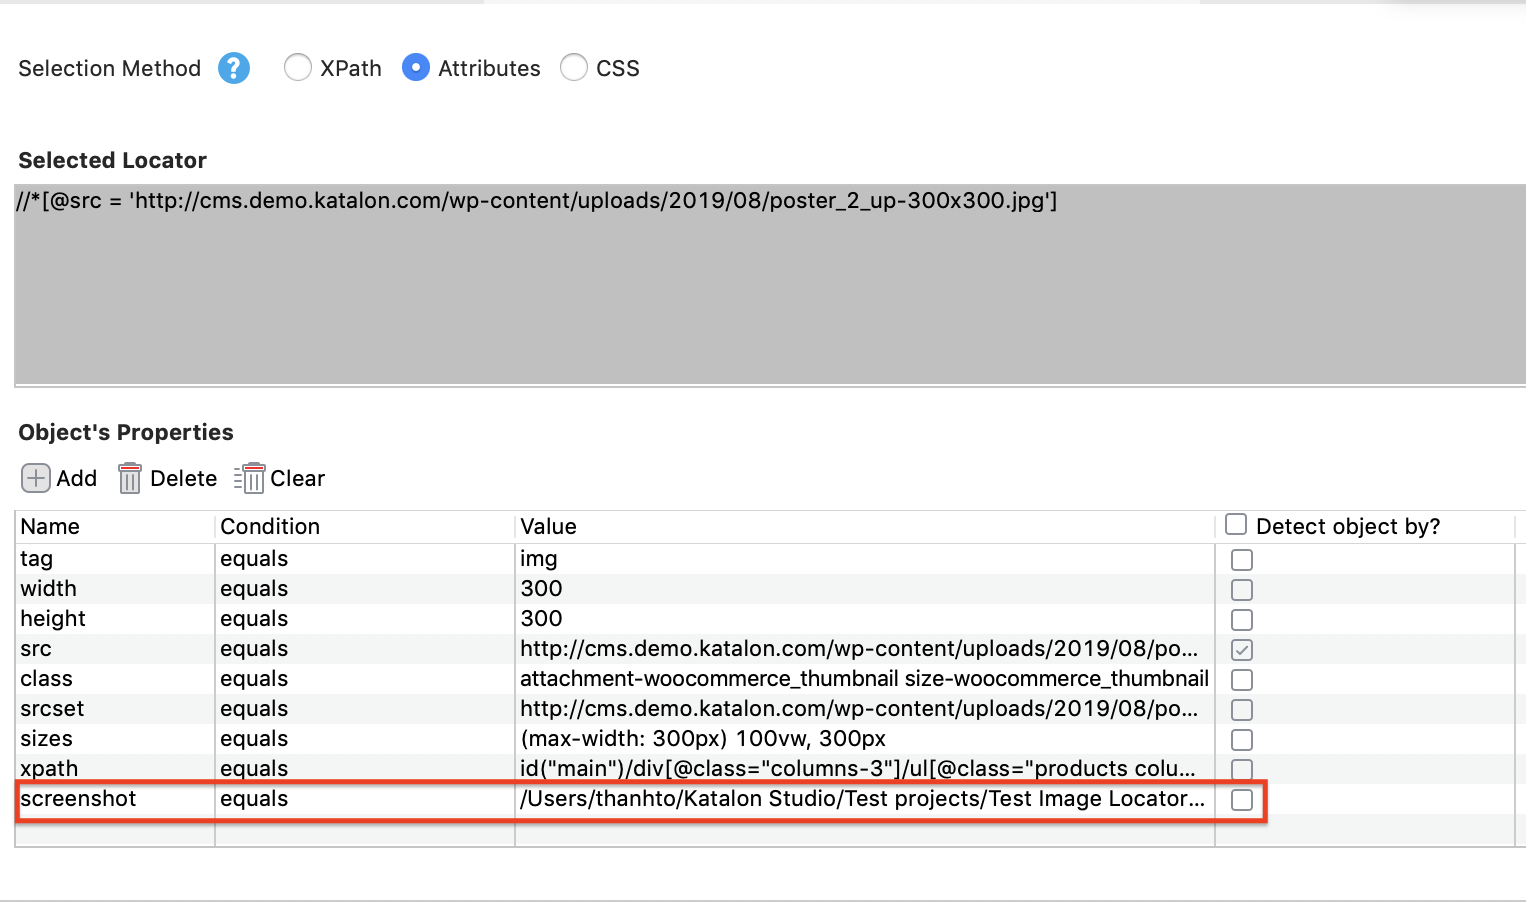 Selection Method ? XPath Attributes CSS
Selected Locator
//*[@src = 'http://cms.demo.katalon.com/wp-content/uploads/2019/08/poster_2_up-300x300.jpg']
Object's Properties
Add Delete Clear
Name Condition Value Detect object by?
tag equals img
width equals 300
height equals 300
src equals http://cms.demo.katalon.com/wp-content/uploads/2019/08/po...
class equals attachment-woocommerce_thumbnail size-woocommerce_thumbnail
srcset equals http://cms.demo.katalon.com/wp-content/uploads/2019/08/po...
sizes equals (max-width: 300px) 100vw, 300px
xpath equals id("main")/div[@class="columns-3"]/ul[@class="products colu...
screenshot equals /Users/thanhto/Katalon Studio/Test projects/Test Image Locator...